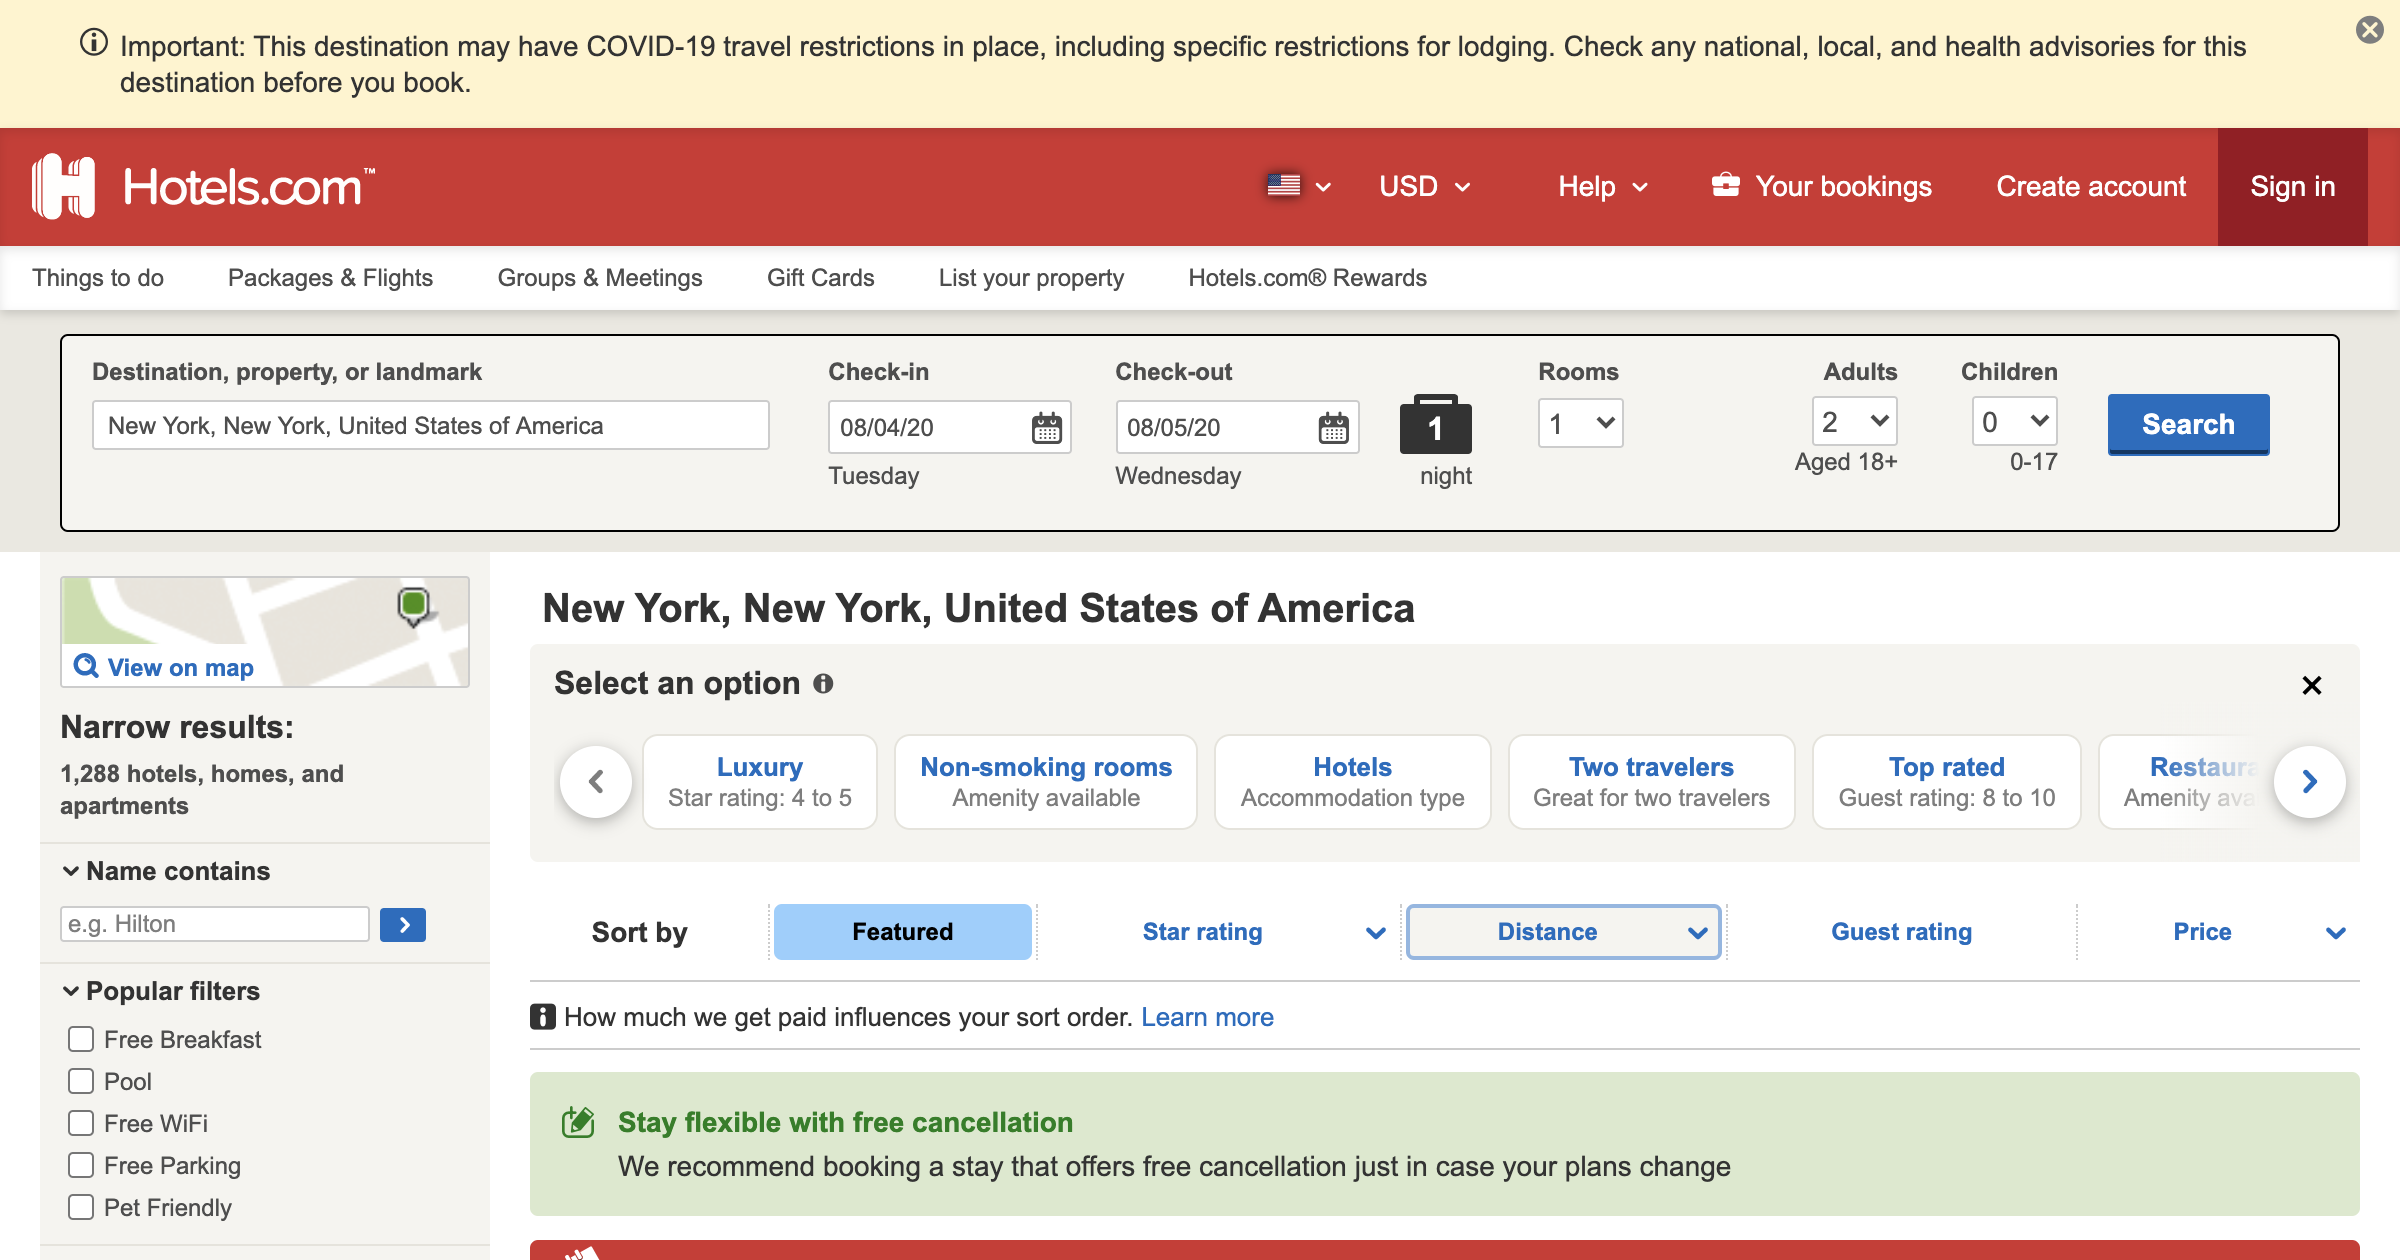 Important: This destination may have COVID-19 travel restrictions in place, including specific restrictions for lodging. Check any national, local, and health advisories for this
destination before you book.
Hotels.com™
USD
Help
Your bookings
Create account
Sign in
Things to do
Packages & Flights
Groups & Meetings
Gift Cards
List your property
Hotels.com® Rewards
Destination, property, or landmark
New York, New York, United States of America
Check-in
08/04/20
Tuesday
Check-out
08/05/20
Wednesday
1
night
Rooms
1
Adults
2
Aged 18+
Children
0
0-17
Search
View on map
Narrow results:
1,288 hotels, homes, and
apartments
Name contains
e.g. Hilton
Popular filters
Free Breakfast
Pool
Free WiFi
Free Parking
Pet Friendly
New York, New York, United States of America
Select an option
Luxury
Star rating: 4 to 5
Non-smoking rooms
Amenity available
Hotels
Accommodation type
Two travelers
Great for two travelers
Top rated
Guest rating: 8 to 10
Restaura
Amenity ava
Sort by
Featured
Star rating
Distance
Guest rating
Price
How much we get paid influences your sort order. Learn more
Stay flexible with free cancellation
We recommend booking a stay that offers free cancellation just in case your plans change